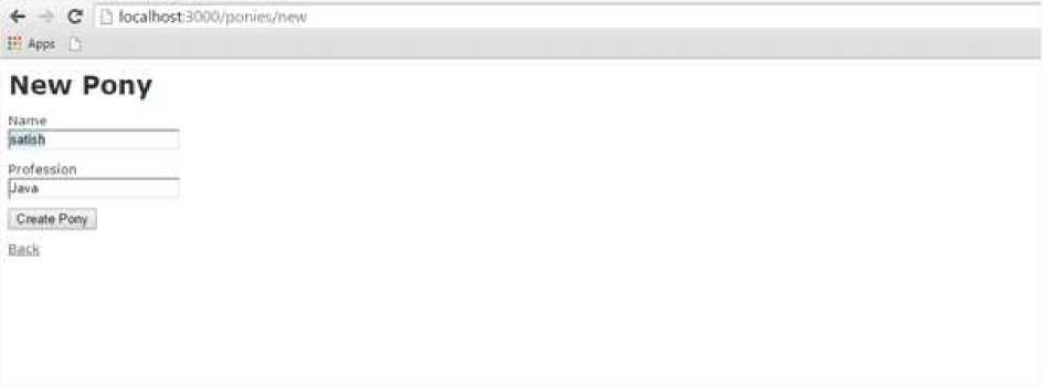 localhost:3000/ponies/new
Apps
New Pony
Name
satish
Profession
Java
Create Pony
Back